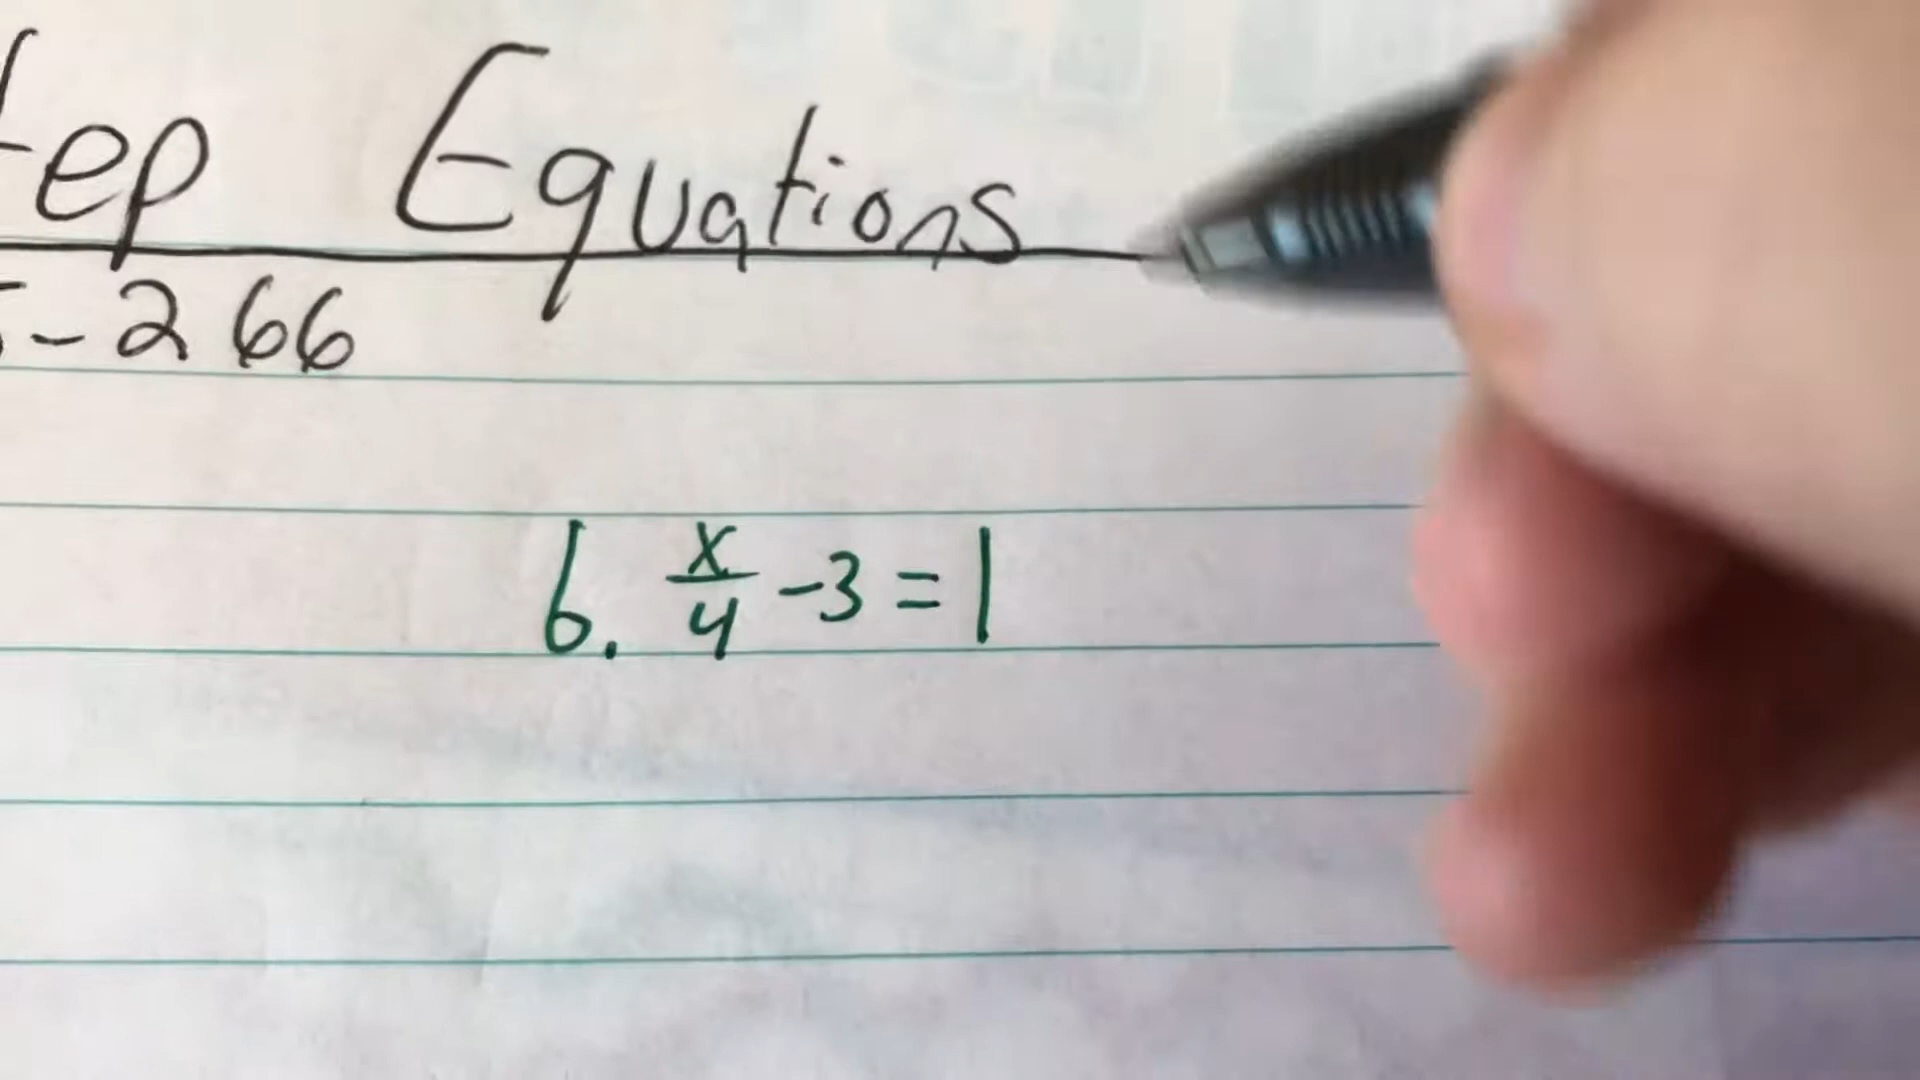 tep Equations
-266
6. x/4 -3 = 1